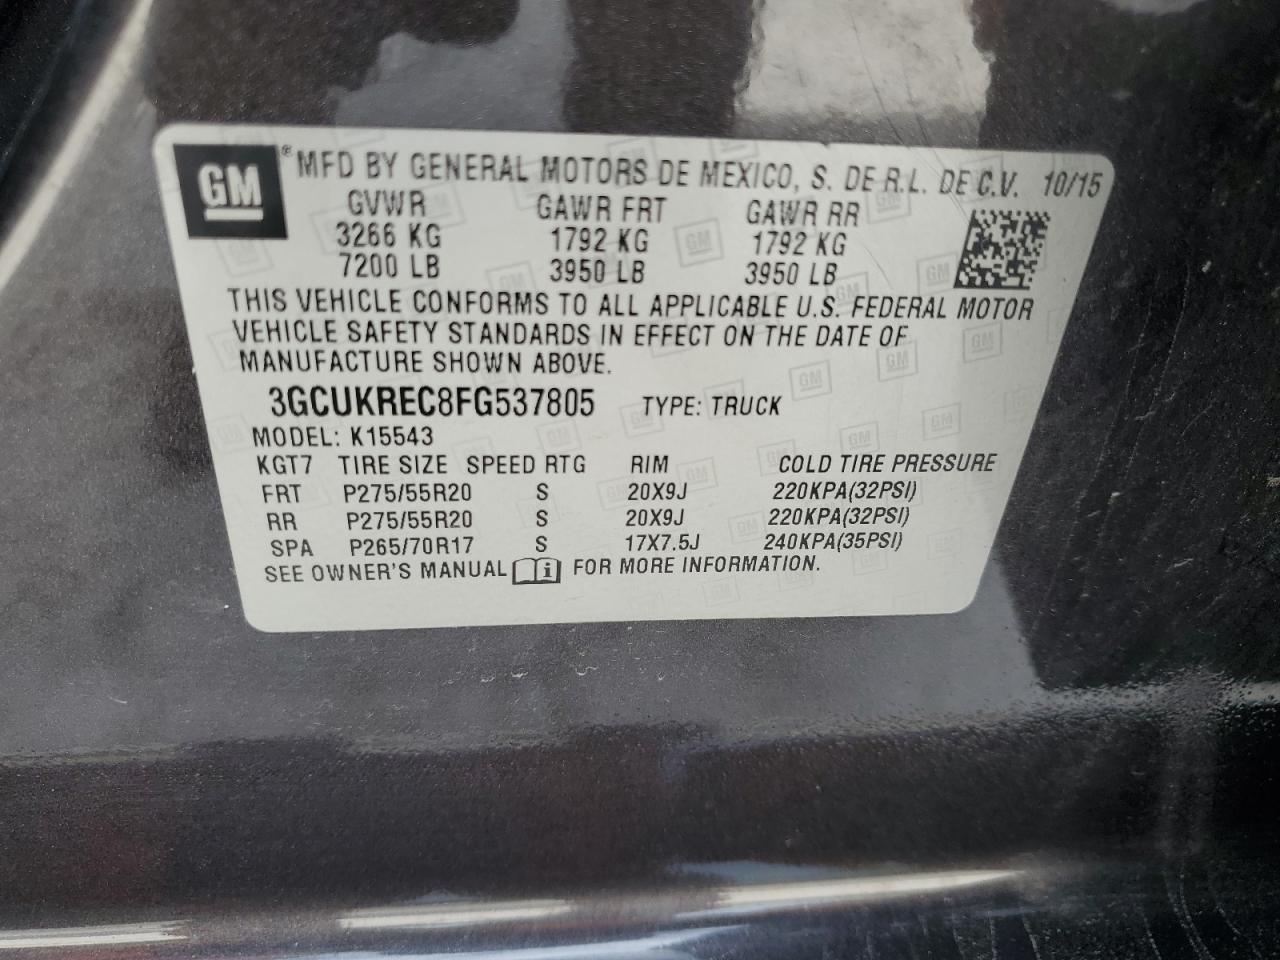 GM ® MFD BY GENERAL MOTORS DE MEXICO, S. DE R.L. DE C.V. 10/15
GVWR GAWR FRT GAWR RR
3266 KG 1792 KG 1792 KG
7200 LB 3950 LB 3950 LB
THIS VEHICLE CONFORMS TO ALL APPLICABLE U.S. FEDERAL MOTOR
VEHICLE SAFETY STANDARDS IN EFFECT ON THE DATE OF
MANUFACTURE SHOWN ABOVE.
3GCUKREC8FG537805 TYPE: TRUCK
MODEL: K15543
KGT7 TIRE SIZE SPEED RTG RIM COLD TIRE PRESSURE
FRT P275/55R20 S 20X9J 220KPA(32PSI)
RR P275/55R20 S 20X9J 220KPA(32PSI)
SPA P265/70R17 S 17X7.5J 240KPA(35PSI)
SEE OWNER'S MANUAL i FOR MORE INFORMATION.